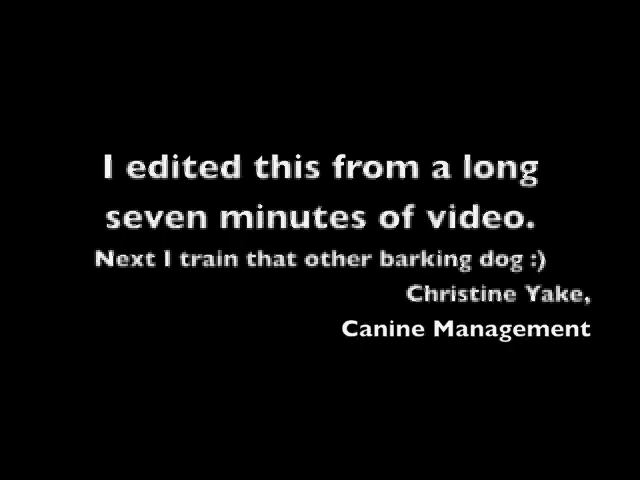 I edited this from a long
seven minutes of video.
Next I train that other barking dog :)
Christine Yake,
Canine Management